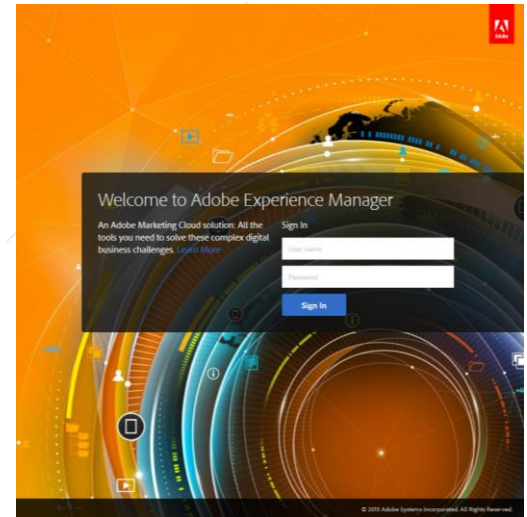 Adobe
Welcome to Adobe Experience Manager
An Adobe Marketing Cloud solution: All the
tools you need to solve these complex digital
business challenges. Learn More
Sign In
User name
Password
Sign In
© 2015 Adobe Systems Incorporated. All Rights Reserved.